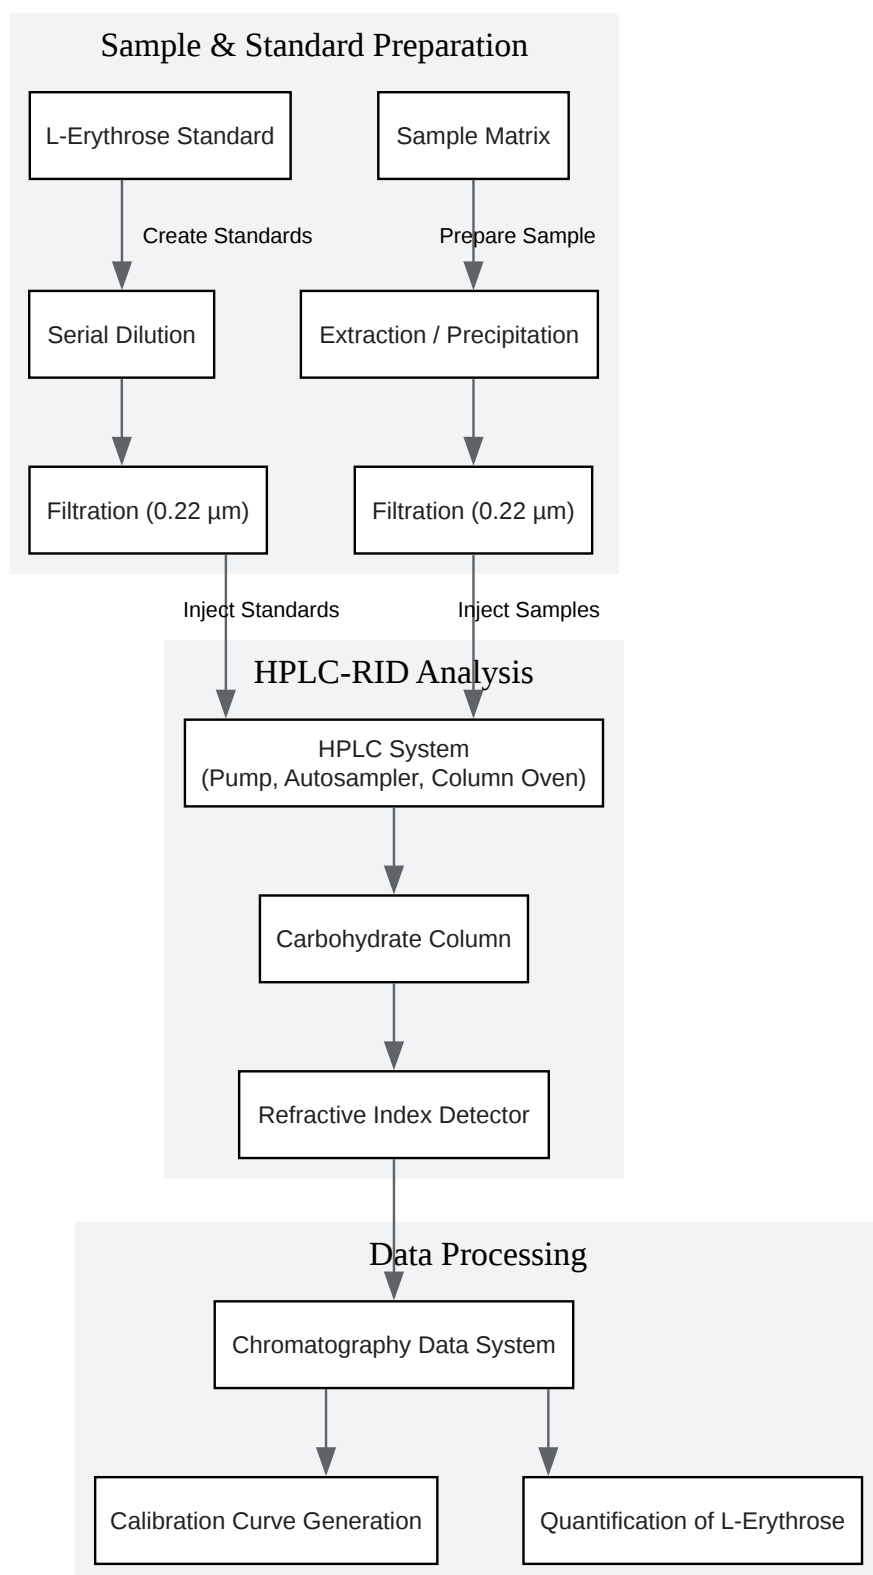 Sample & Standard Preparation
L-Erythrose Standard
Sample Matrix
Create Standards
Prepare Sample
Serial Dilution
Extraction / Precipitation
Filtration (0.22 µm)
Filtration (0.22 µm)
Inject Standards
Inject Samples
HPLC-RID Analysis
HPLC System
(Pump, Autosampler, Column Oven)
Carbohydrate Column
Refractive Index Detector
Data Processing
Chromatography Data System
Calibration Curve Generation
Quantification of L-Erythrose